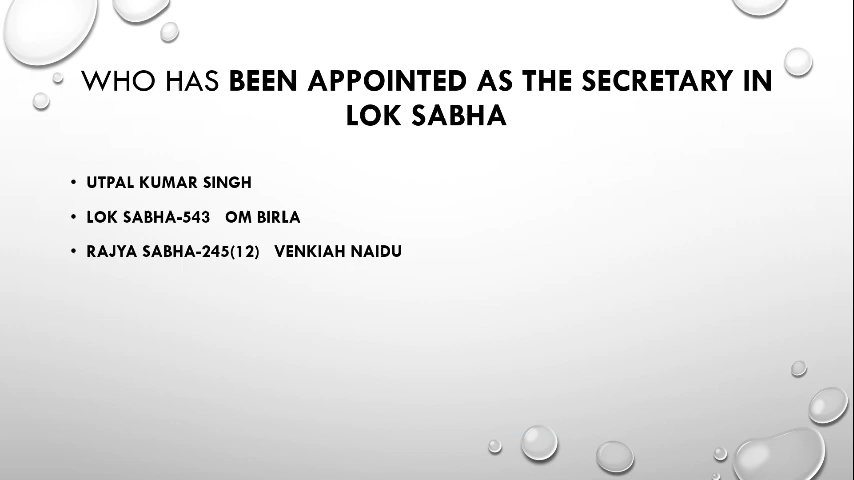 WHO HAS BEEN APPOINTED AS THE SECRETARY IN
LOK SABHA
• UTPAL KUMAR SINGH
• LOK SABHA-543 OM BIRLA
• RAJYA SABHA-245(12) VENKIAH NAIDU